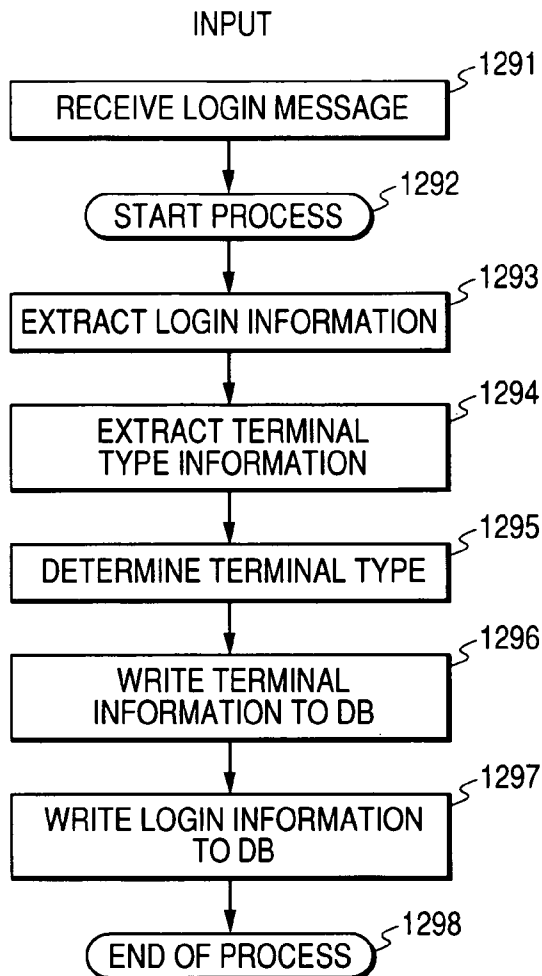 INPUT
1291
RECEIVE LOGIN MESSAGE
1292
START PROCESS
1293
EXTRACT LOGIN INFORMATION
1294
EXTRACT TERMINAL
TYPE INFORMATION
1295
DETERMINE TERMINAL TYPE
1296
WRITE TERMINAL
INFORMATION TO DB
1297
WRITE LOGIN INFORMATION
TO DB
1298
END OF PROCESS